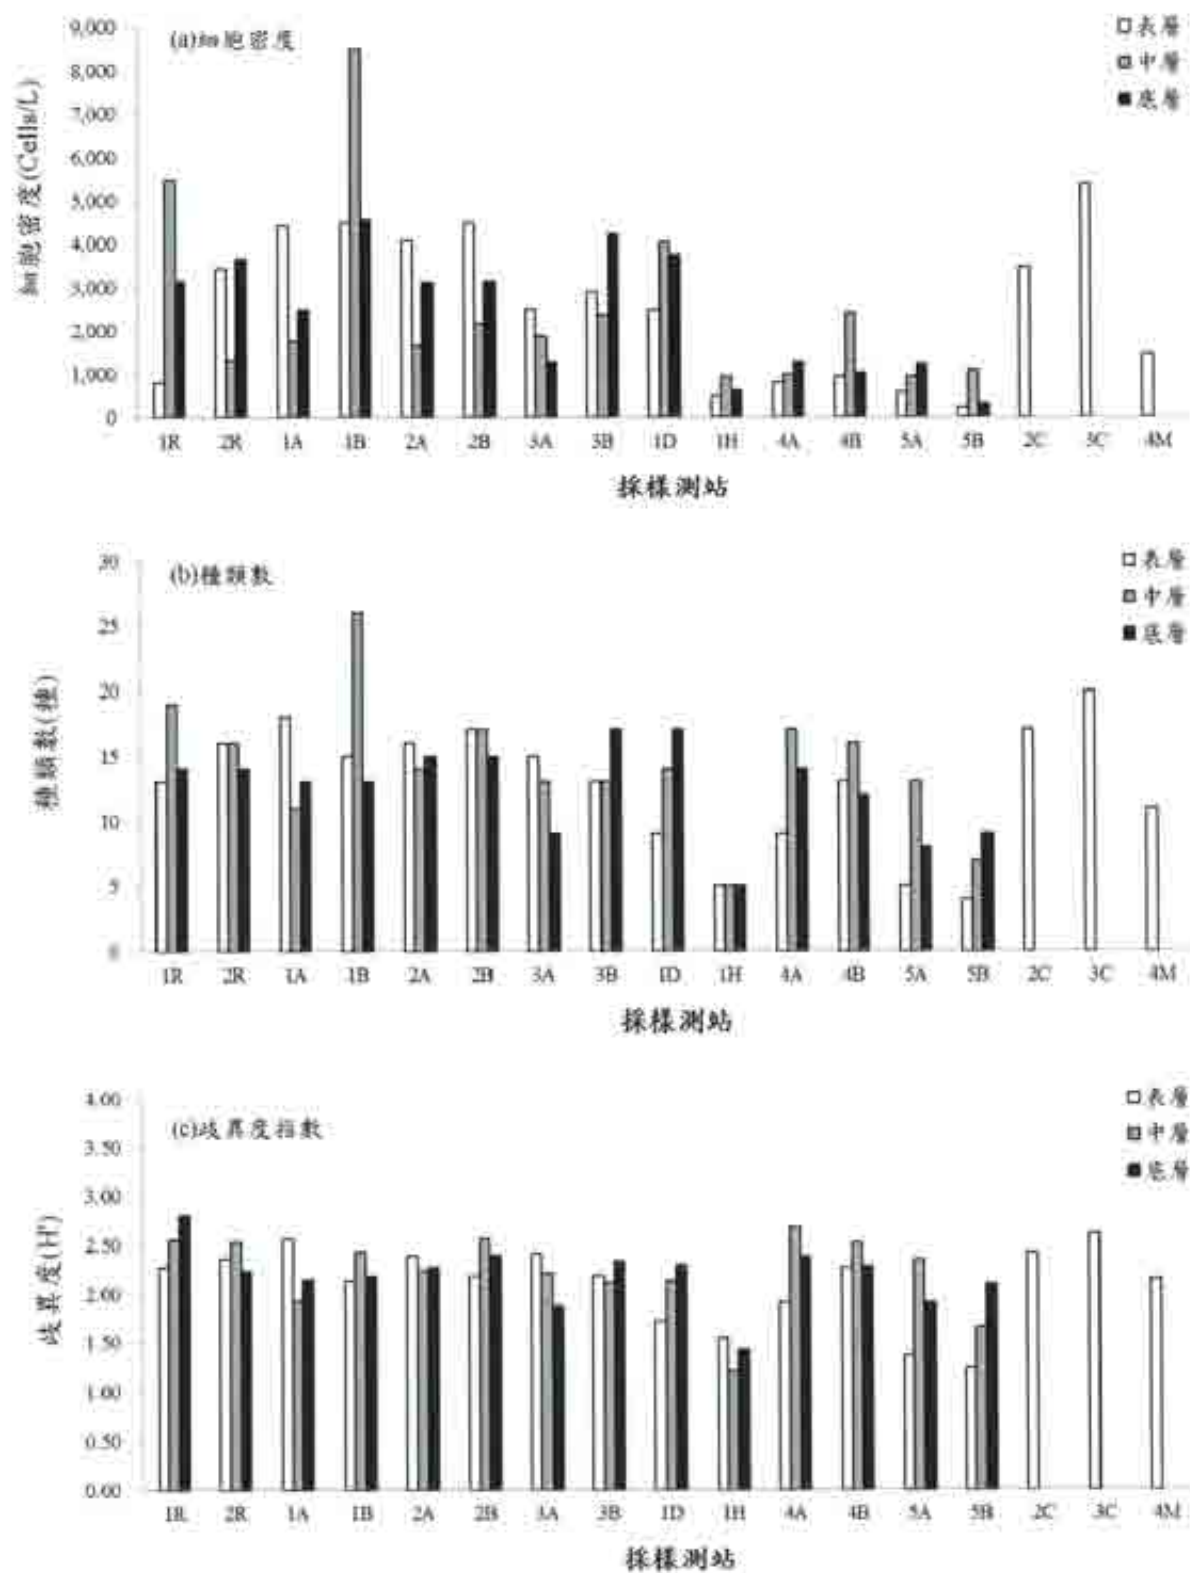 (a)細胞密度
表層
中層
底層
細胞密度(Cells/L)
9,000
8,000
7,000
6,000
5,000
4,000
3,000
2,000
1,000
0
1R 2R 1A 1B 2A 2B 3A 3B 1D 1H 4A 4B 5A 5B 2C 3C 4M
採樣測站
(b)種類數
表層
中層
底層
種類數(種)
30
25
20
15
10
5
0
1R 2R 1A 1B 2A 2B 3A 3B 1D 1H 4A 4B 5A 5B 2C 3C 4M
採樣測站
(c)歧異度指數
表層
中層
底層
歧異度(H')
4.00
3.50
3.00
2.50
2.00
1.50
1.00
0.50
0.00
1R 2R 1A 1B 2A 2B 3A 3B 1D 1H 4A 4B 5A 5B 2C 3C 4M
採樣測站